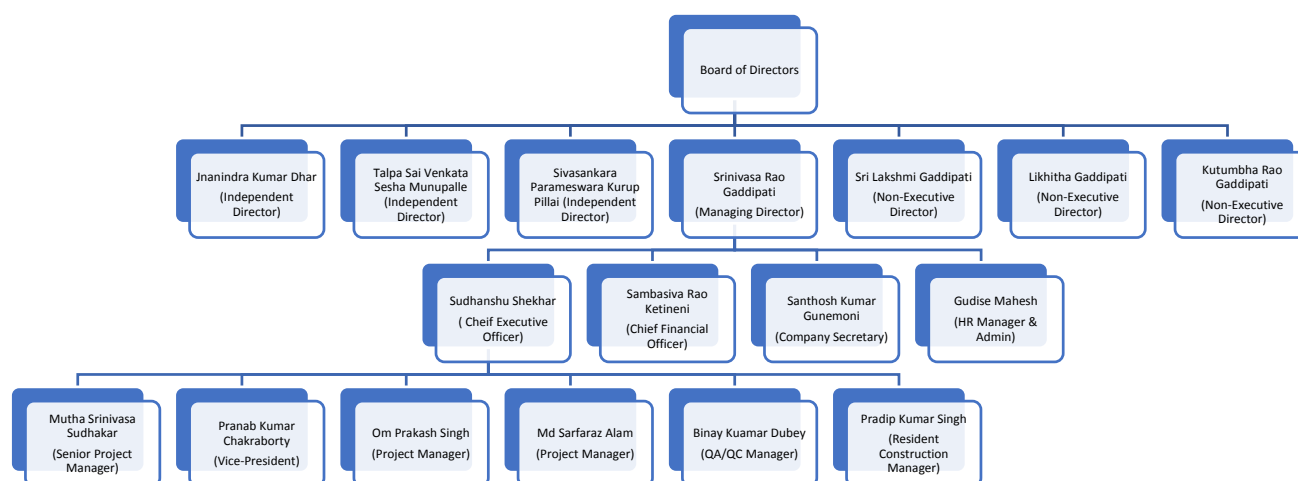 Board of Directors
Jnanindra Kumar Dhar
(Independent
Director)
Talpa Sai Venkata
Sesha Munupalle
(Independent
Director)
Sivasankara
Parameswara Kurup
Pillai (Independent
Director)
Srinivasa Rao
Gaddipati
(Managing Director)
Sri Lakshmi Gaddipati
(Non-Executive
Director)
Likhitha Gaddipati
(Non-Executive
Director)
Kutumbha Rao
Gaddipati
(Non-Executive
Director)
Sudhanshu Shekhar
( Cheif Executive
Officer)
Sambasiva Rao
Ketineni
(Chief Financial
Officer)
Santhosh Kumar
Gunemoni
(Company Secretary)
Gudise Mahesh
(HR Manager &
Admin)
Mutha Srinivasa
Sudhakar
(Senior Project
Manager)
Pranab Kumar
Chakraborty
(Vice-President)
Om Prakash Singh
(Project Manager)
Md Sarfaraz Alam
(Project Manager)
Binay Kuamar Dubey
(QA/QC Manager)
Pradip Kumar Singh
(Resident
Construction
Manager)